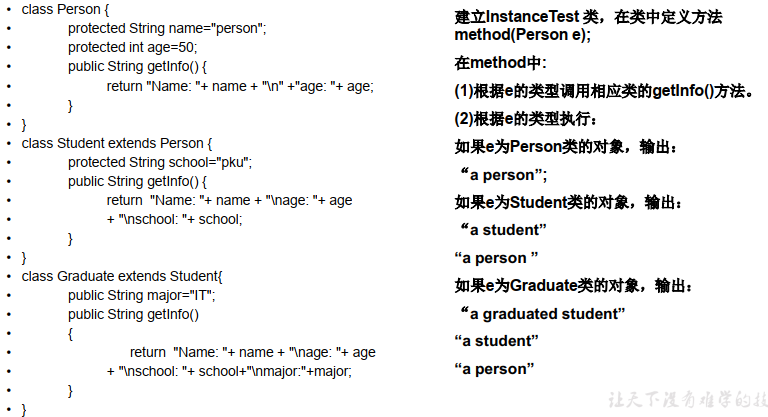 • class Person {
• protected String name="person";
• protected int age=50;
• public String getInfo() {
• return "Name: "+ name + "\n" +"age: "+ age;
• }
• }
• class Student extends Person {
• protected String school="pku";
• public String getInfo() {
• return "Name: "+ name + "\nage: "+ age
• + "\nschool: "+ school;
• }
• }
• class Graduate extends Student{
• public String major="IT";
• public String getInfo()
• {
• return "Name: "+ name + "\nage: "+ age
• + "\nschool: "+ school+"\nmajor:"+major;
• }
• }
建立InstanceTest 类，在类中定义方法
method(Person e);
在method中:
(1)根据e的类型调用相应类的getInfo()方法。
(2)根据e的类型执行：
如果e为Person类的对象，输出：
“a person”;
如果e为Student类的对象，输出：
“a student”
“a person ”
如果e为Graduate类的对象，输出：
“a graduated student”
“a student”
“a person”
让天下没有难学的技